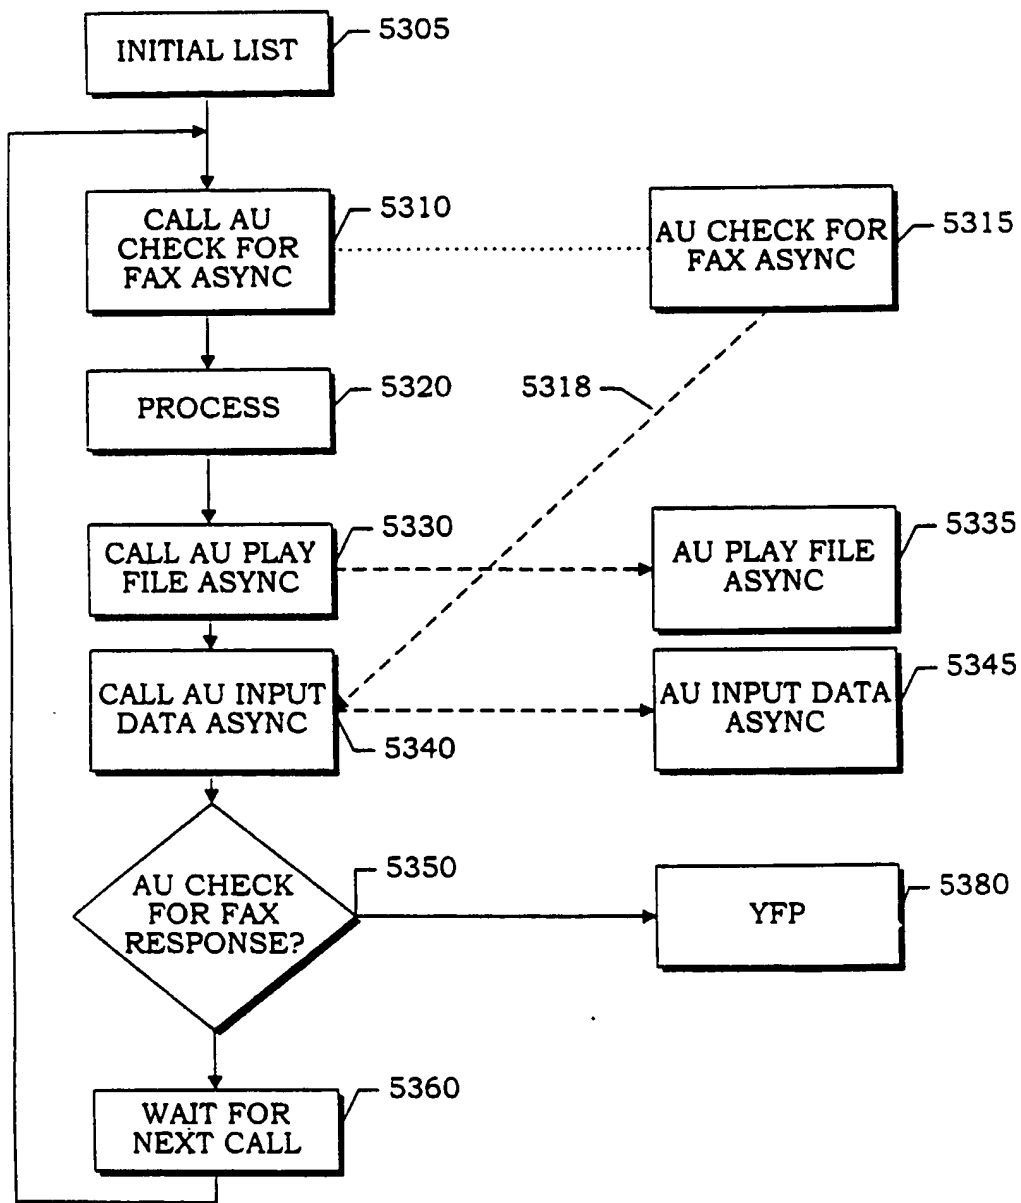 INITIAL LIST
5305
CALL AU
CHECK FOR
FAX ASYNC
5310
AU CHECK FOR
FAX ASYNC
5315
PROCESS
5320
5318
CALL AU PLAY
FILE ASYNC
5330
AU PLAY FILE
ASYNC
5335
CALL AU INPUT
DATA ASYNC
5340
AU INPUT DATA
ASYNC
5345
AU CHECK
FOR FAX
RESPONSE?
5350
YFP
5380
WAIT FOR
NEXT CALL
5360